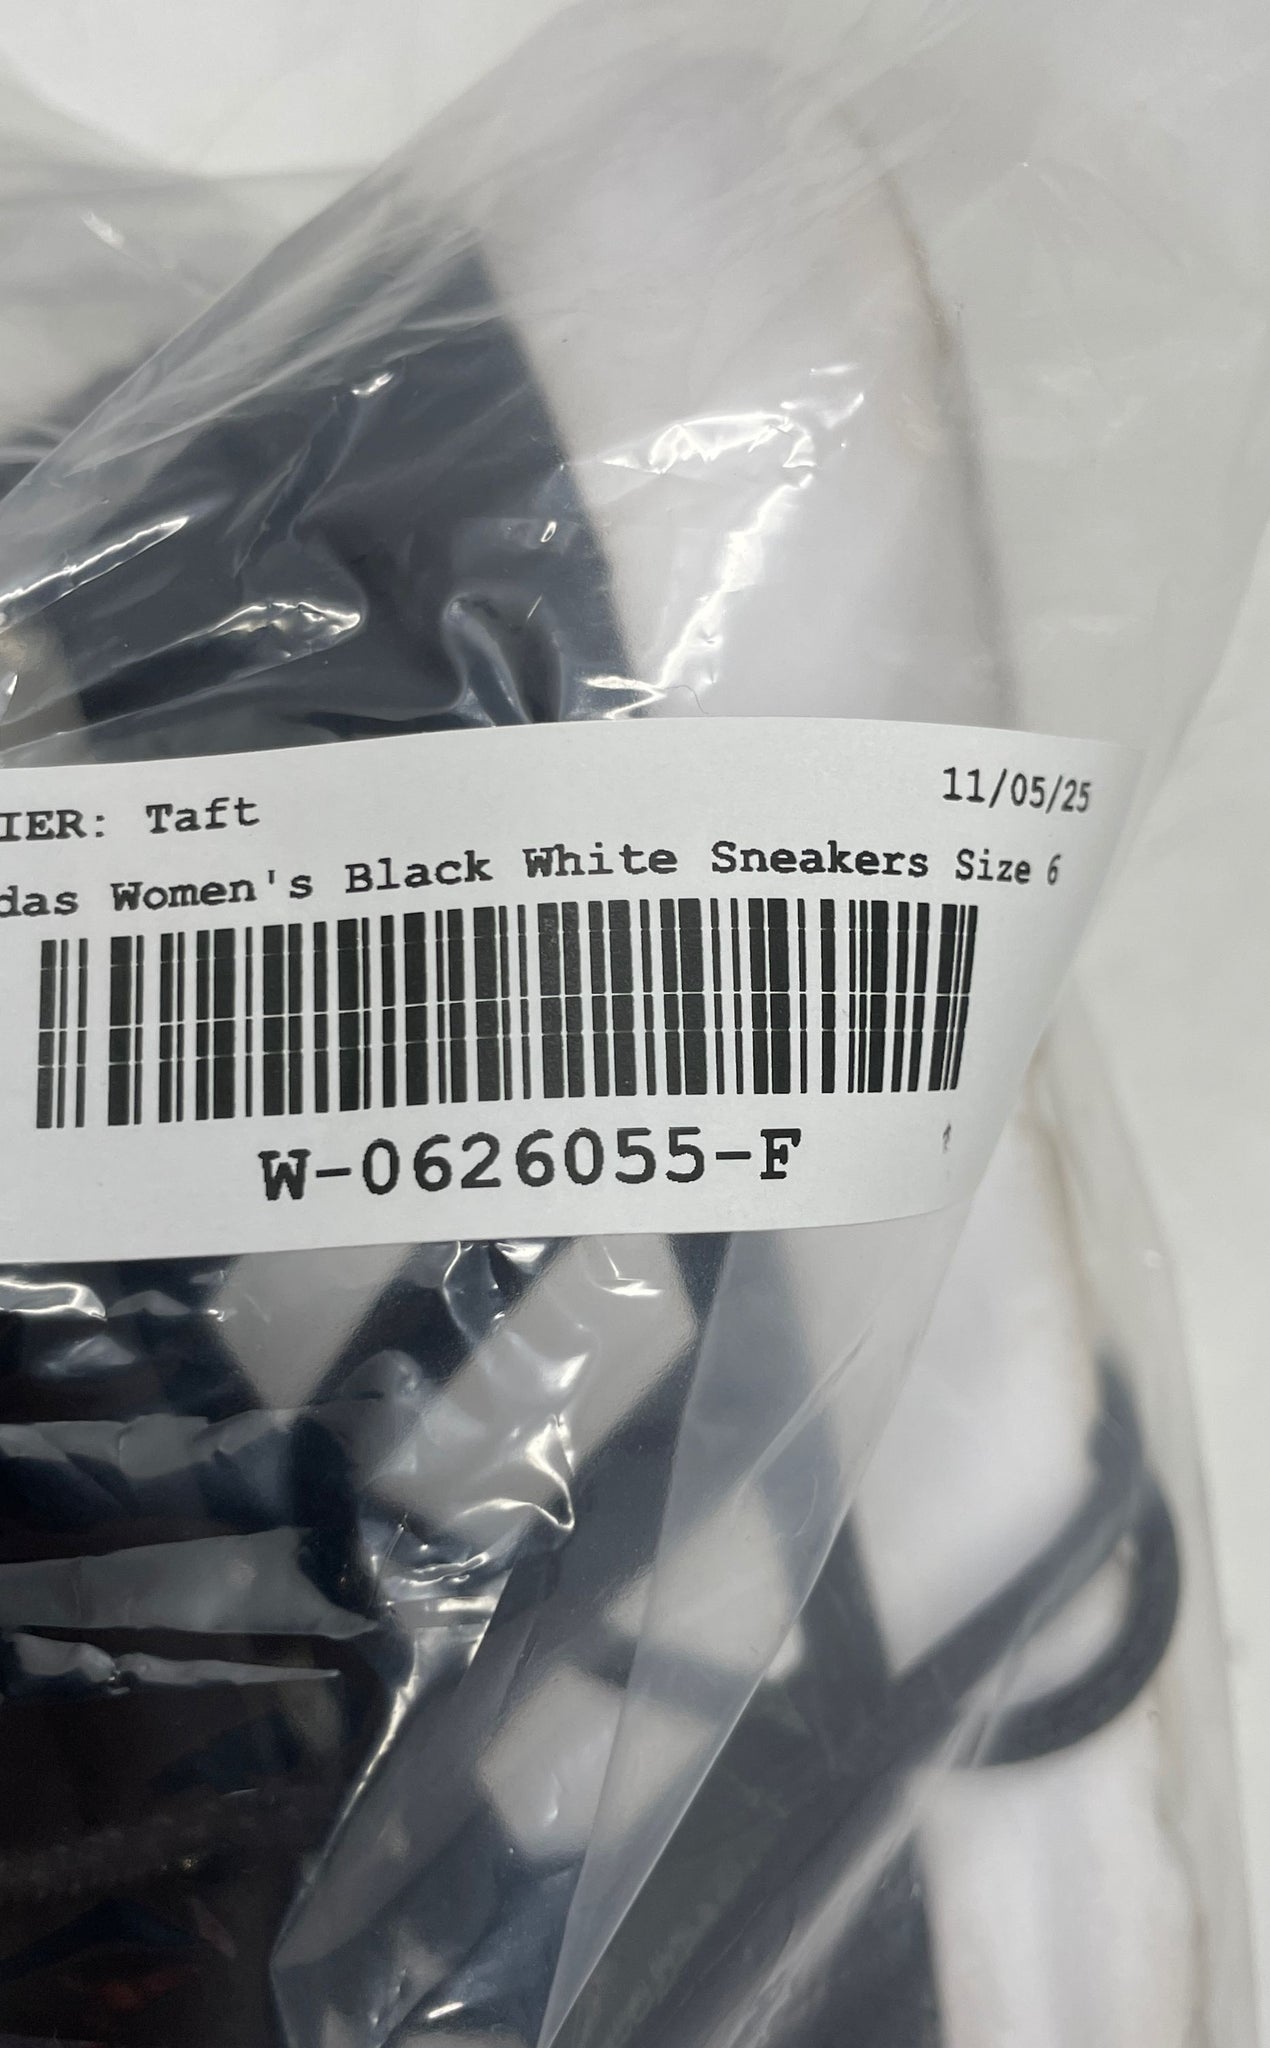 IER: Taft 11/05/25
das Women's Black White Sneakers Size 6
W-0626055-F